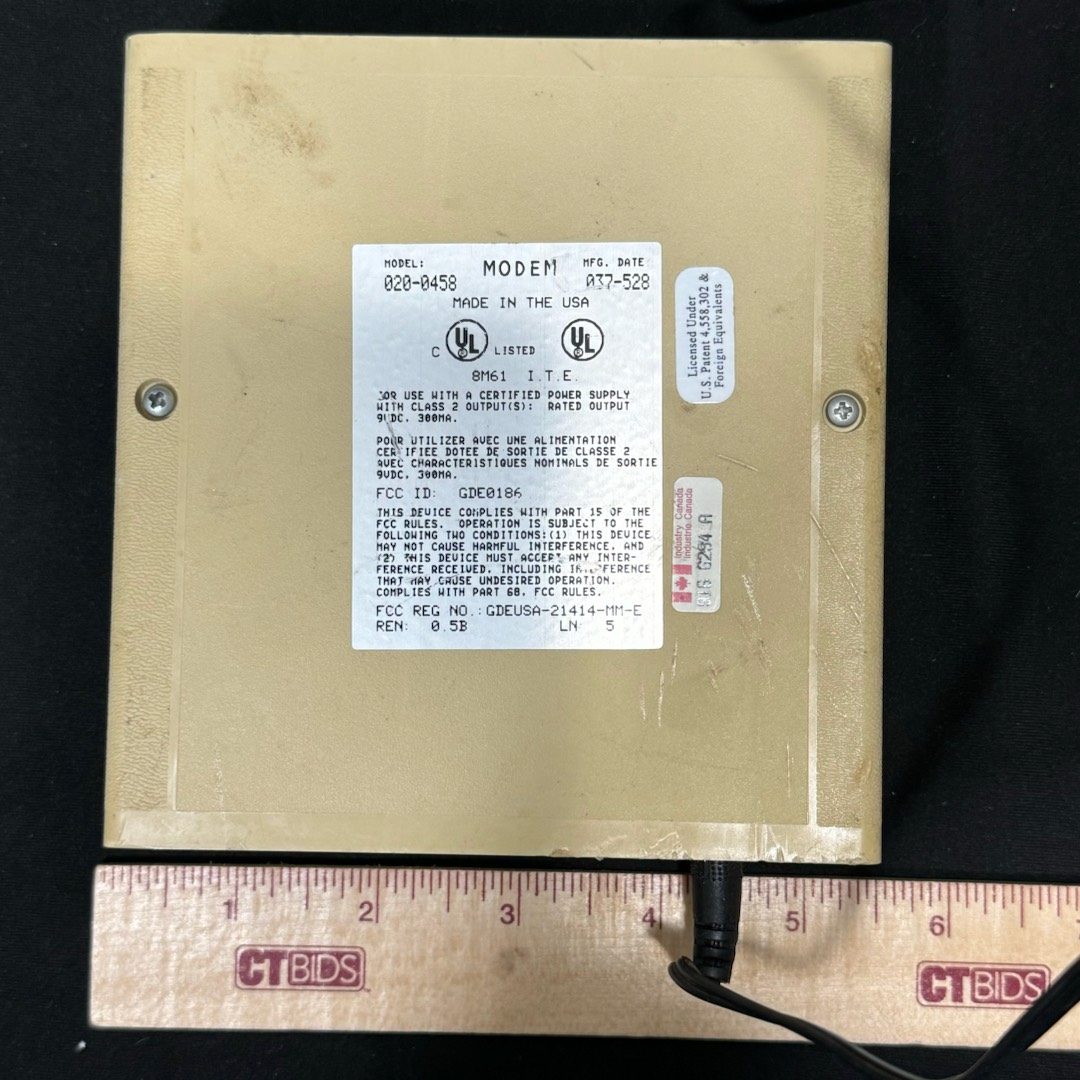 MODEL: MODEM MFG. DATE:
020-0458 037-528
MADE IN THE USA
C UL LISTED UL
8M61 I.T.E.
FOR USE WITH A CERTIFIED POWER SUPPLY
WITH CLASS 2 OUTPUT(S): RATED OUTPUT
9VDC, 300MA.
POUR UTILIZER AVEC UNE ALIMENTATION
CERTIFIEE DOTEE DE SORTIE DE CLASSE 2
AVEC CHARACTERISTIQUES NOMINALS DE SORTIE
9VDC, 300MA.
FCC ID: GDE0186
THIS DEVICE COMPLIES WITH PART 15 OF THE
FCC RULES. OPERATION IS SUBJECT TO THE
FOLLOWING TWO CONDITIONS:(1) THIS DEVICE
MAY NOT CAUSE HARMFUL INTERFERENCE, AND
(2) THIS DEVICE MUST ACCEPT ANY INTER-
FERENCE RECEIVED, INCLUDING INTERFERENCE
THAT MAY CAUSE UNDESIRED OPERATION.
COMPLIES WITH PART 68, FCC RULES.
FCC REG NO.:GDEUSA-21414-MM-E
REN: 0.5B LN: 5
Licensed Under
U.S. Patent 4,558,302 &
Foreign Equivalents
Industry Canada
Industrie Canada
A
1 2 3 4 5 6 7
CTBIDS CTBIDS